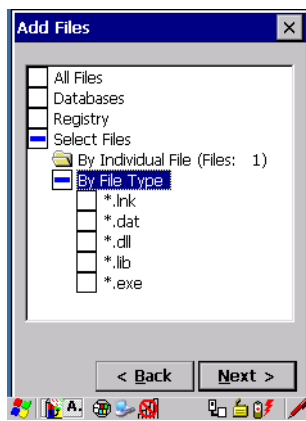 Add Files
All Files
Databases
Registry
Select Files
By Individual File (Files: 1)
By File Type
*.lnk
*.dat
*.dll
*.lib
*.exe
< Back Next >
A.